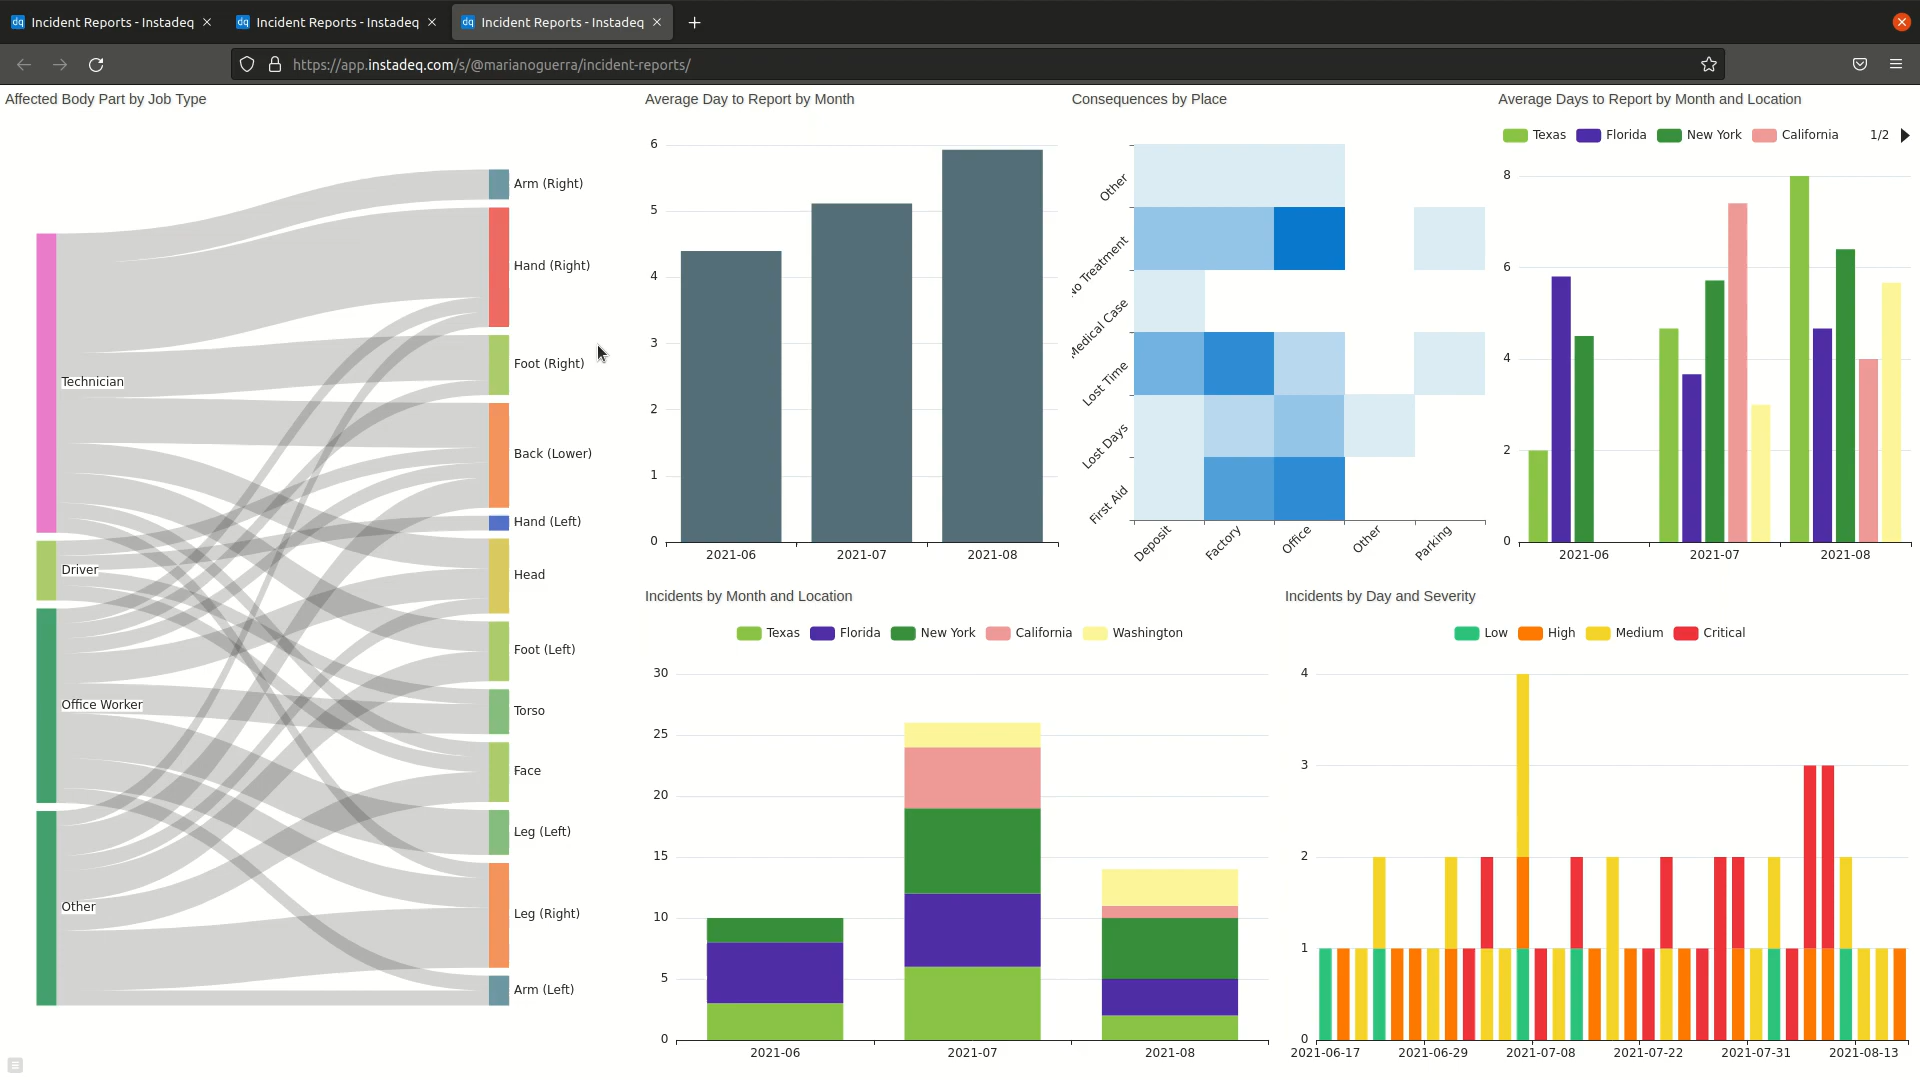 Incident Reports - Instadeq
Incident Reports - Instadeq
Incident Reports - Instadeq
https://app.instadeq.com/s/@marianoguerra/incident-reports/
Affected Body Part by Job Type
Technician
Driver
Office Worker
Other
Arm (Right)
Hand (Right)
Foot (Right)
Back (Lower)
Hand (Left)
Head
Foot (Left)
Torso
Face
Leg (Left)
Leg (Right)
Arm (Left)
Average Day to Report by Month
6
5
4
3
2
1
0
2021-06 2021-07 2021-08
Consequences by Place
Other
No Treatment
Medical Case
Lost Time
Lost Days
First Aid
Deposit Factory Office Other Parking
Average Days to Report by Month and Location
Texas Florida New York California 1/2
8
6
4
2
0
2021-06 2021-07 2021-08
Incidents by Month and Location
Texas Florida New York California Washington
30
25
20
15
10
5
0
2021-06 2021-07 2021-08
Incidents by Day and Severity
Low High Medium Critical
4
3
2
1
0
2021-06-17 2021-06-29 2021-07-08 2021-07-22 2021-07-31 2021-08-13